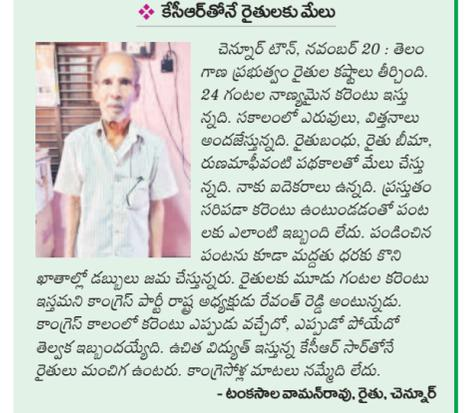 ❖ కేసీఆర్‌తోనే రైతులకు మేలు
చెన్నూర్ టౌన్, నవంబర్ 20 : తెలం
గాణ ప్రభుత్వం రైతుల కష్టాలు తీర్చింది.
24 గంటల నాణ్యమైన కరెంటు ఇస్తు
న్నది. సకాలంలో ఎరువులు, విత్తనాలు
అందజేస్తున్నది. రైతుబంధు, రైతు బీమా,
రుణమాఫీవంటి పథకాలతో మేలు చేస్తు
న్నది. నాకు ఐదెకరాలు ఉన్నది. ప్రస్తుతం
సరిపడా కరెంటు ఉంటుండడంతో పంట
లకు ఎలాంటి ఇబ్బంది లేదు. పండించిన
పంటను కూడా మద్దతు ధరకు కొని
ఖాతాల్లో డబ్బులు జమ చేస్తున్నరు. రైతులకు మూడు గంటల కరెంటు
ఇస్తమని కాంగ్రెస్ పార్టీ రాష్ట్ర అధ్యక్షుడు రేవంత్ రెడ్డి అంటున్నడు.
కాంగ్రెస్ కాలంలో కరెంటు ఎప్పుడు వచ్చేదో, ఎప్పుడో పోయేదో
తెల్వక ఇబ్బందయ్యేది. ఉచిత విద్యుత్ ఇస్తున్న కేసీఆర్ సార్‌తోనే
రైతులు మంచిగ ఉంటరు. కాంగ్రెసోళ్ల మాటలు నమ్మేది లేదు.
- టంకసాల వామన్‌రావు, రైతు, చెన్నూర్